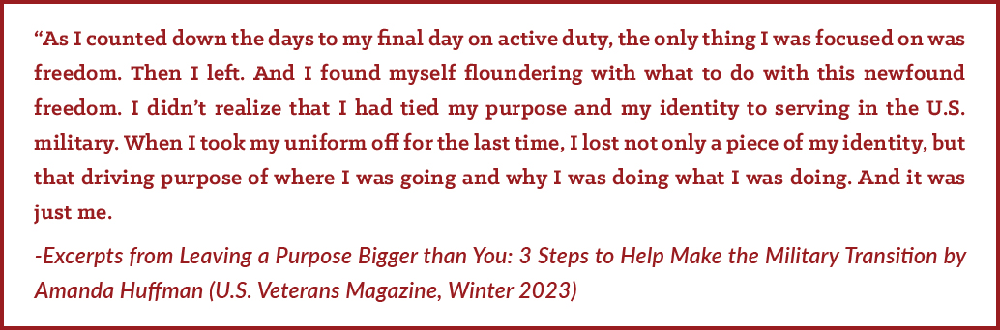 “As I counted down the days to my final day on active duty, the only thing I was focused on was
freedom. Then I left. And I found myself floundering with what to do with this newfound
freedom. I didn’t realize that I had tied my purpose and my identity to serving in the U.S.
military. When I took my uniform off for the last time, I lost not only a piece of my identity, but
that driving purpose of where I was going and why I was doing what I was doing. And it was
just me.
-Excerpts from Leaving a Purpose Bigger than You: 3 Steps to Help Make the Military Transition by
Amanda Huffman (U.S. Veterans Magazine, Winter 2023)